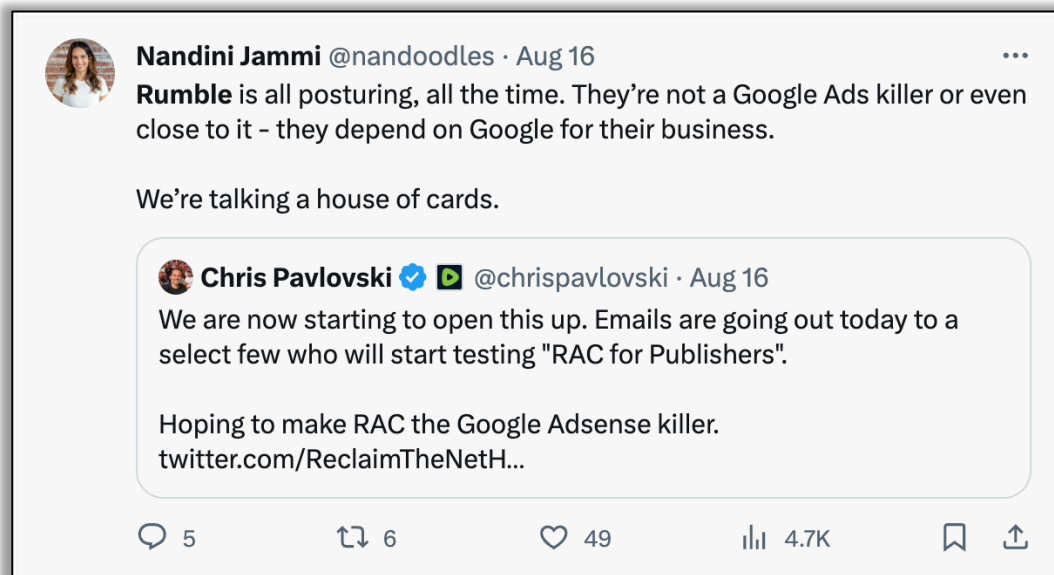 Nandini Jammi @nandoodles · Aug 16
Rumble is all posturing, all the time. They’re not a Google Ads killer or even
close to it - they depend on Google for their business.
We’re talking a house of cards.
Chris Pavlovski @chrispavlovski · Aug 16
We are now starting to open this up. Emails are going out today to a
select few who will start testing "RAC for Publishers".
Hoping to make RAC the Google Adsense killer.
twitter.com/ReclaimTheNetH...
5 6 49 4.7K